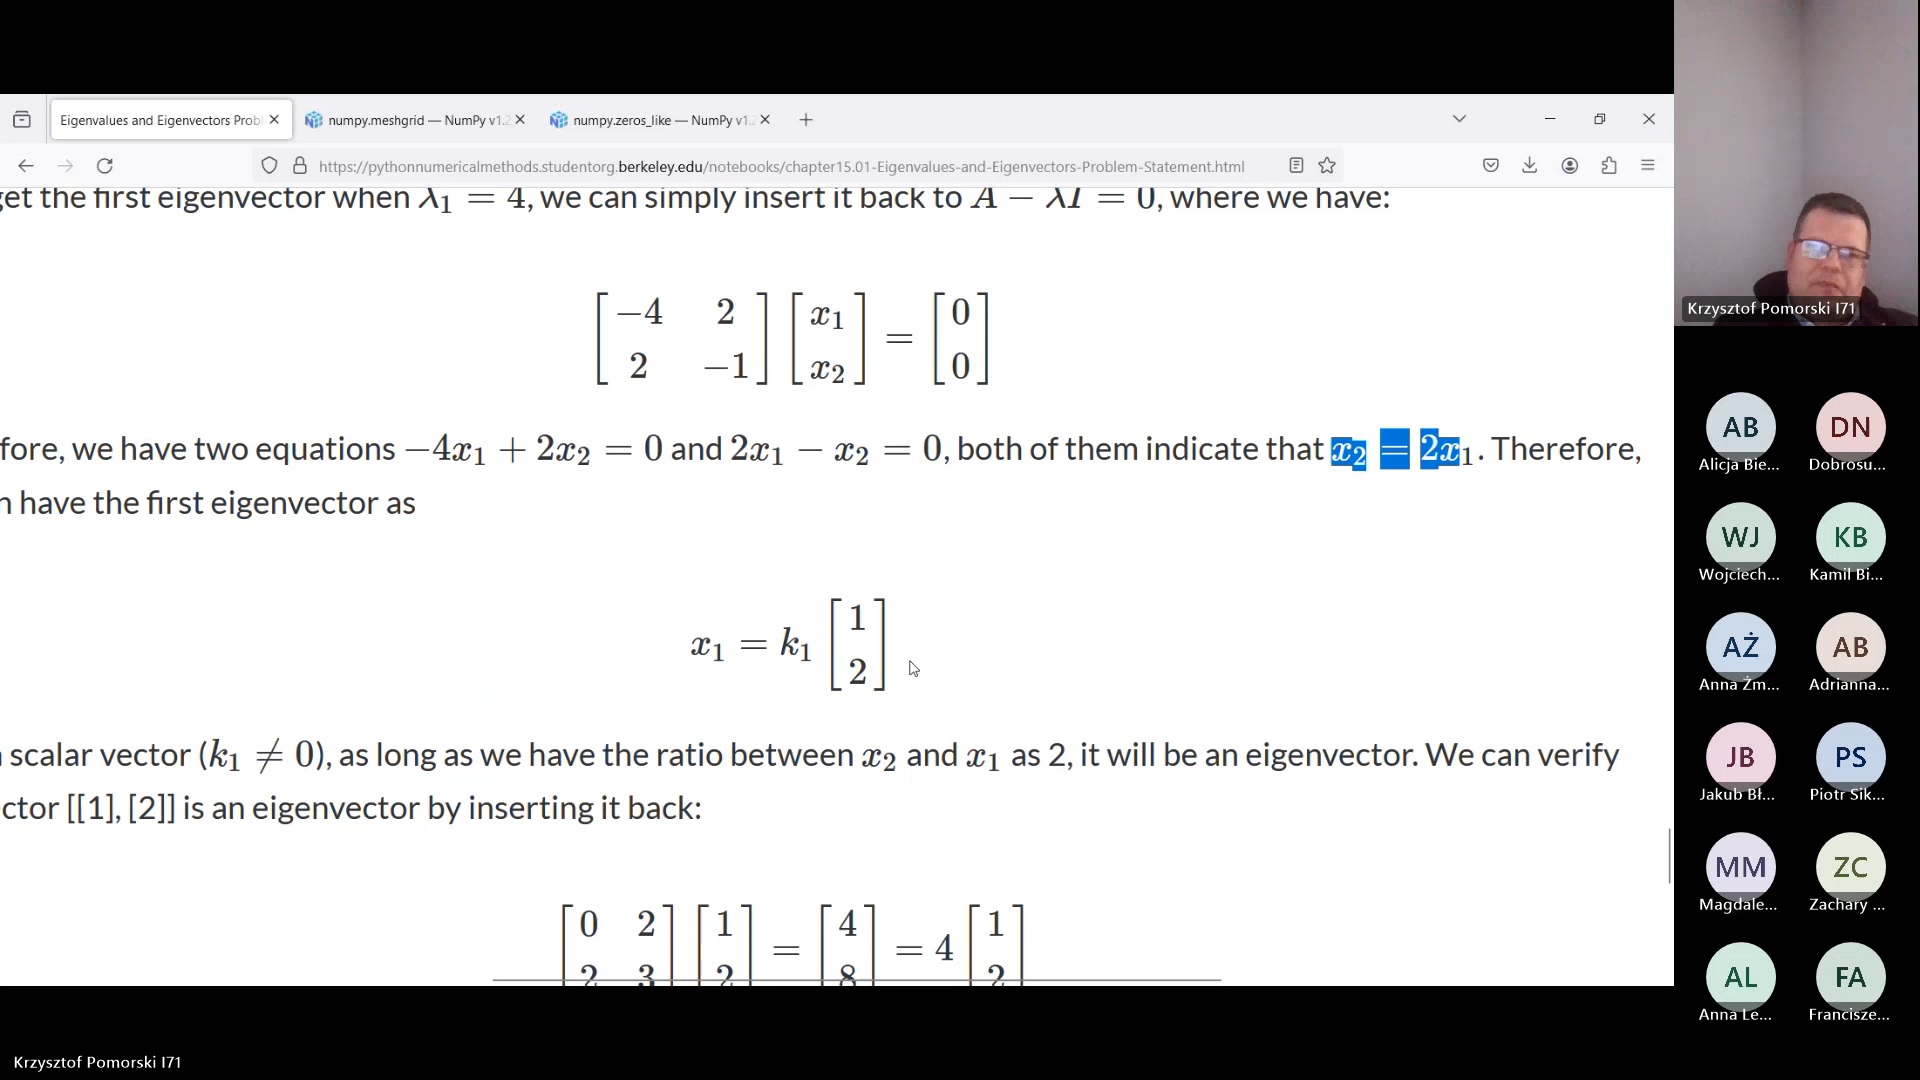 Eigenvalues and Eigenvectors Prob
numpy.meshgrid — NumPy v1.2
numpy.zeros_like — NumPy v1.2
https://pythonnumericalmethods.studentorg.berkeley.edu/notebooks/chapter15.01-Eigenvalues-and-Eigenvectors-Problem-Statement.html
get the first eigenvector when λ₁ = 4, we can simply insert it back to A − λI = 0, where we have:
[−4 2; 2 −1] [x₁; x₂] = [0; 0]
fore, we have two equations −4x₁ + 2x₂ = 0 and 2x₁ − x₂ = 0, both of them indicate that x₂ = 2x₁. Therefore,
n have the first eigenvector as
x₁ = k₁ [1; 2]
scalar vector (k₁ ≠ 0), as long as we have the ratio between x₂ and x₁ as 2, it will be an eigenvector. We can verify
ctor [[1], [2]] is an eigenvector by inserting it back:
[0 2; 2 3] [1; 2] = [4; 8] = 4 [1; 2]
Krzysztof Pomorski I71
AB
DN
Alicja Bie...
Dobrosu...
WJ
KB
Wojciech...
Kamil Bi...
AŻ
AB
Anna Żm...
Adrianna...
JB
PS
Jakub Bł...
Piotr Sik...
MM
ZC
Magdale...
Zachary ...
AL
FA
Anna Le...
Francisze...
Krzysztof Pomorski I71